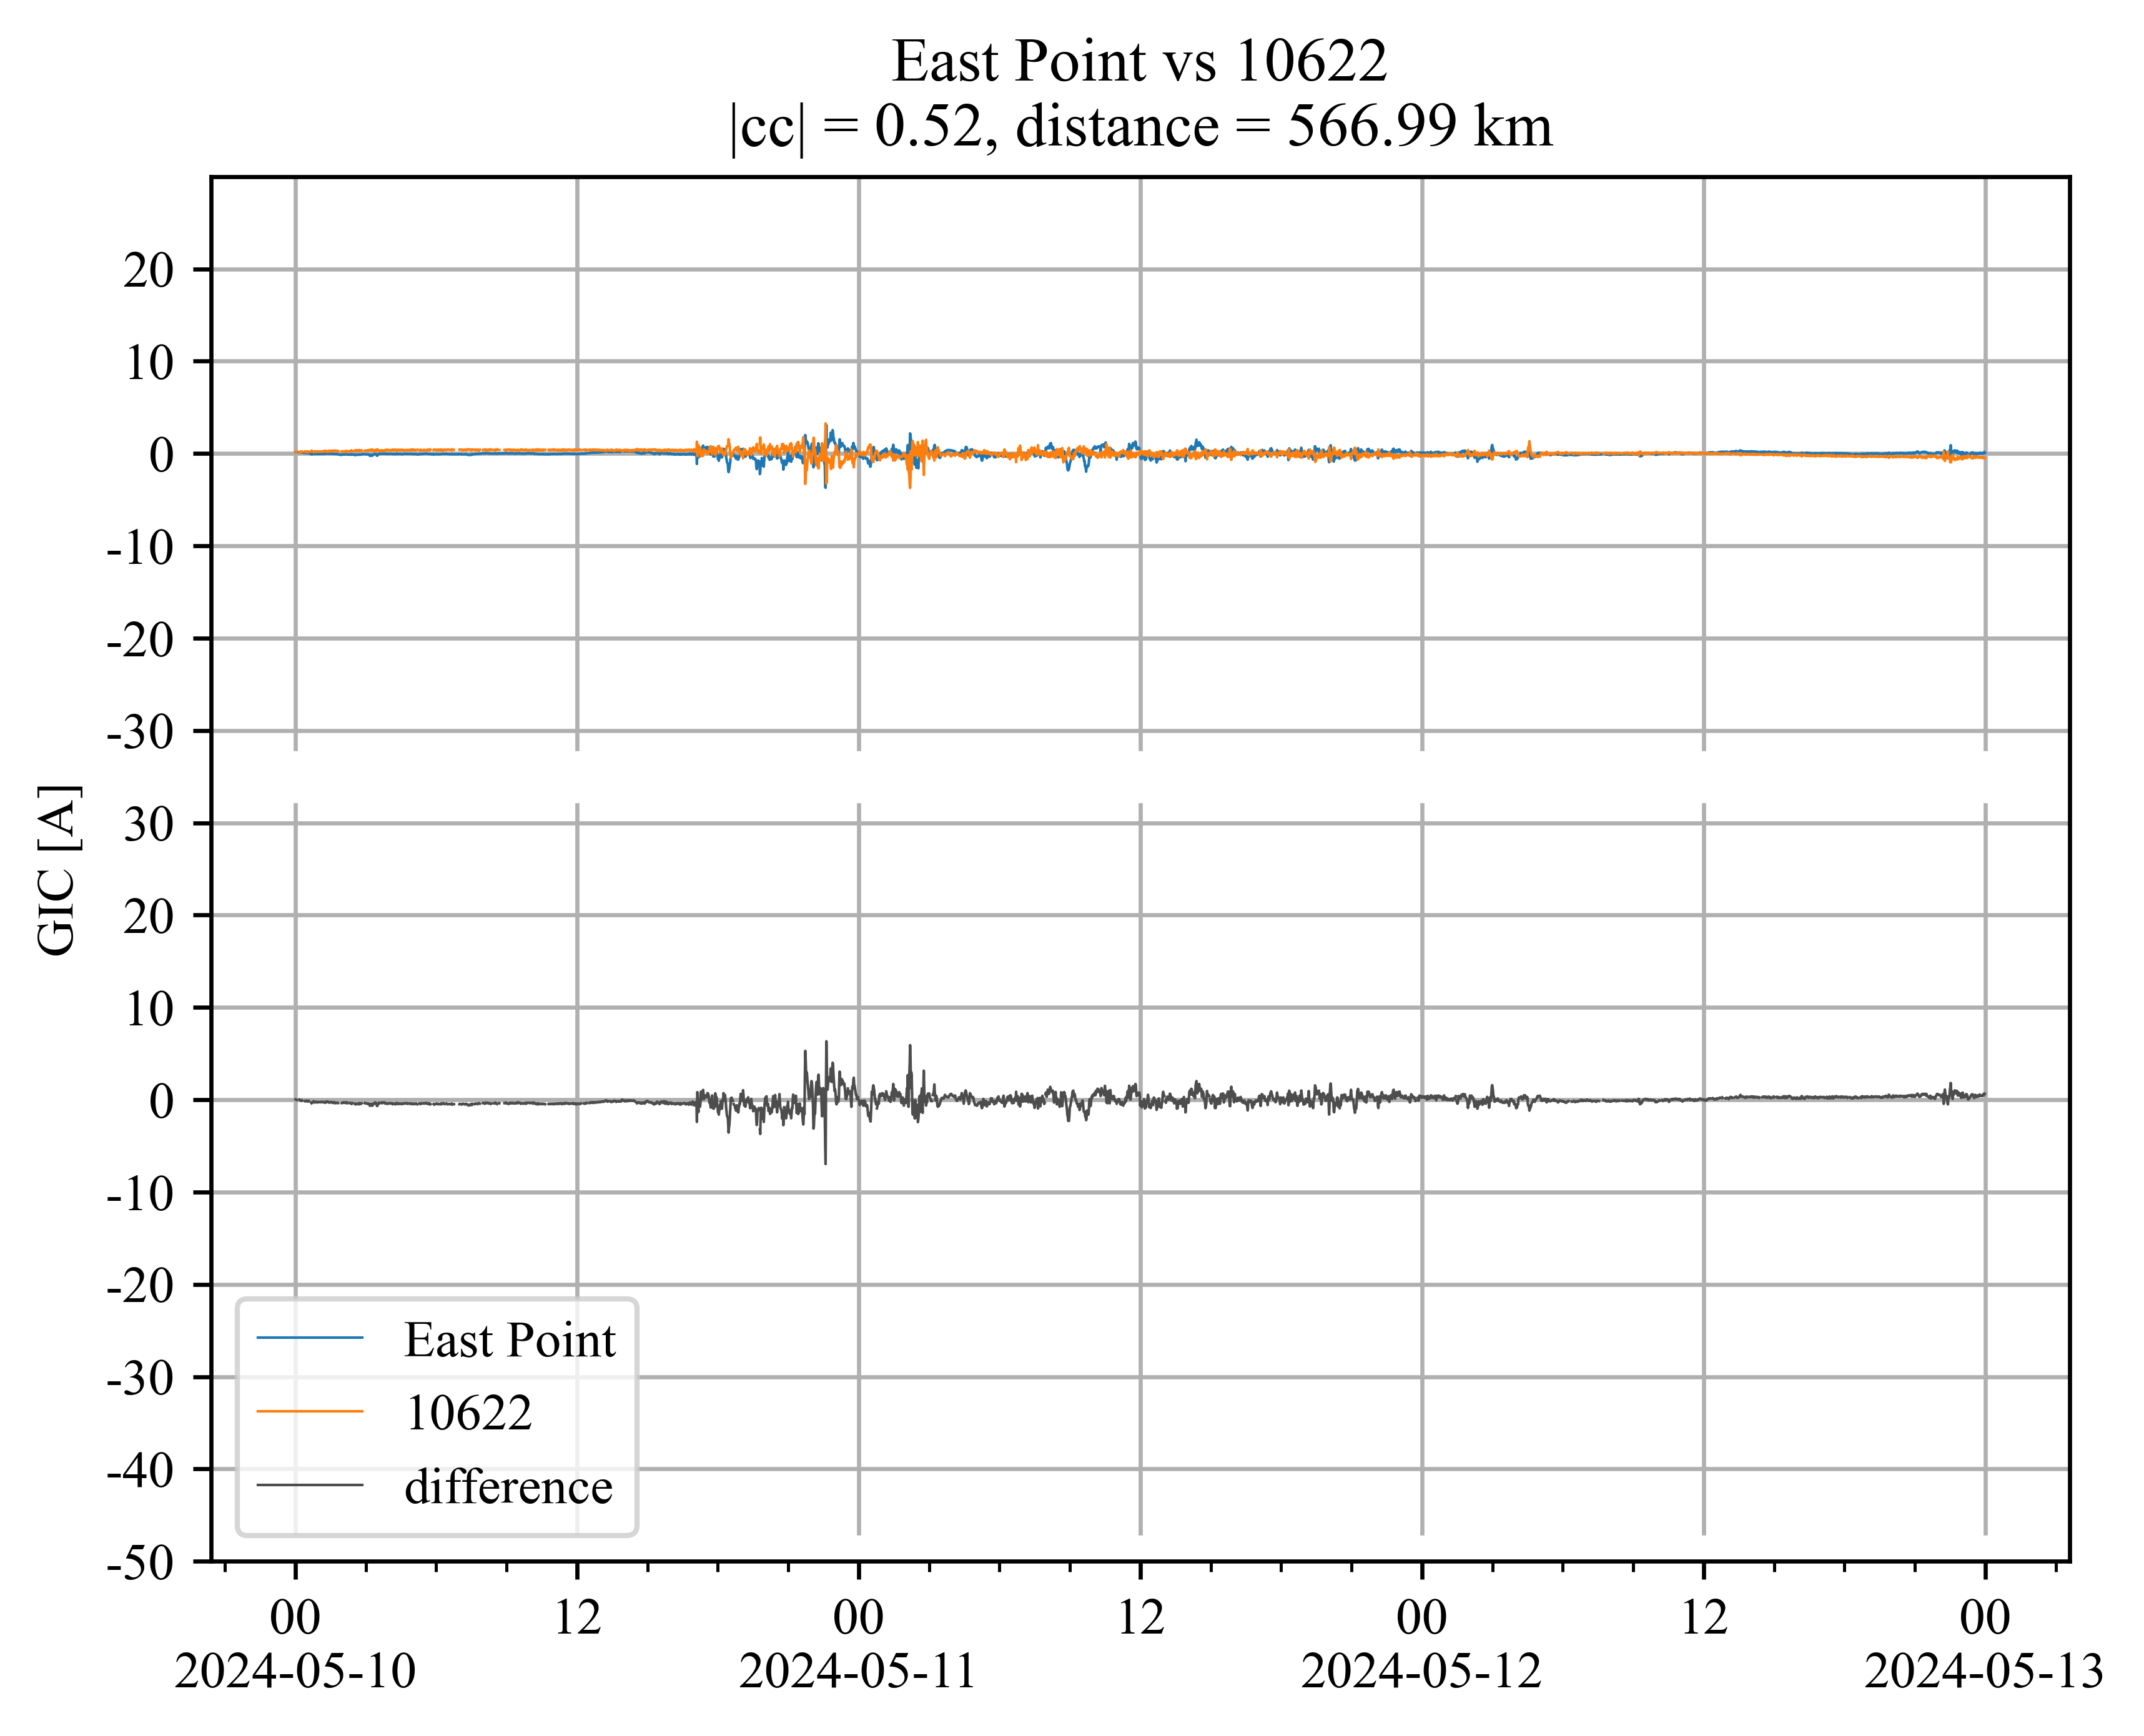 East Point vs 10622
|cc| = 0.52, distance = 566.99 km
20
10
0
-10
-20
-30
30
20
10
0
-10
-20
-30
-40
-50
GIC [A]
East Point
10622
difference
00 12 00 12 00 12 00
2024-05-10 2024-05-11 2024-05-12 2024-05-13